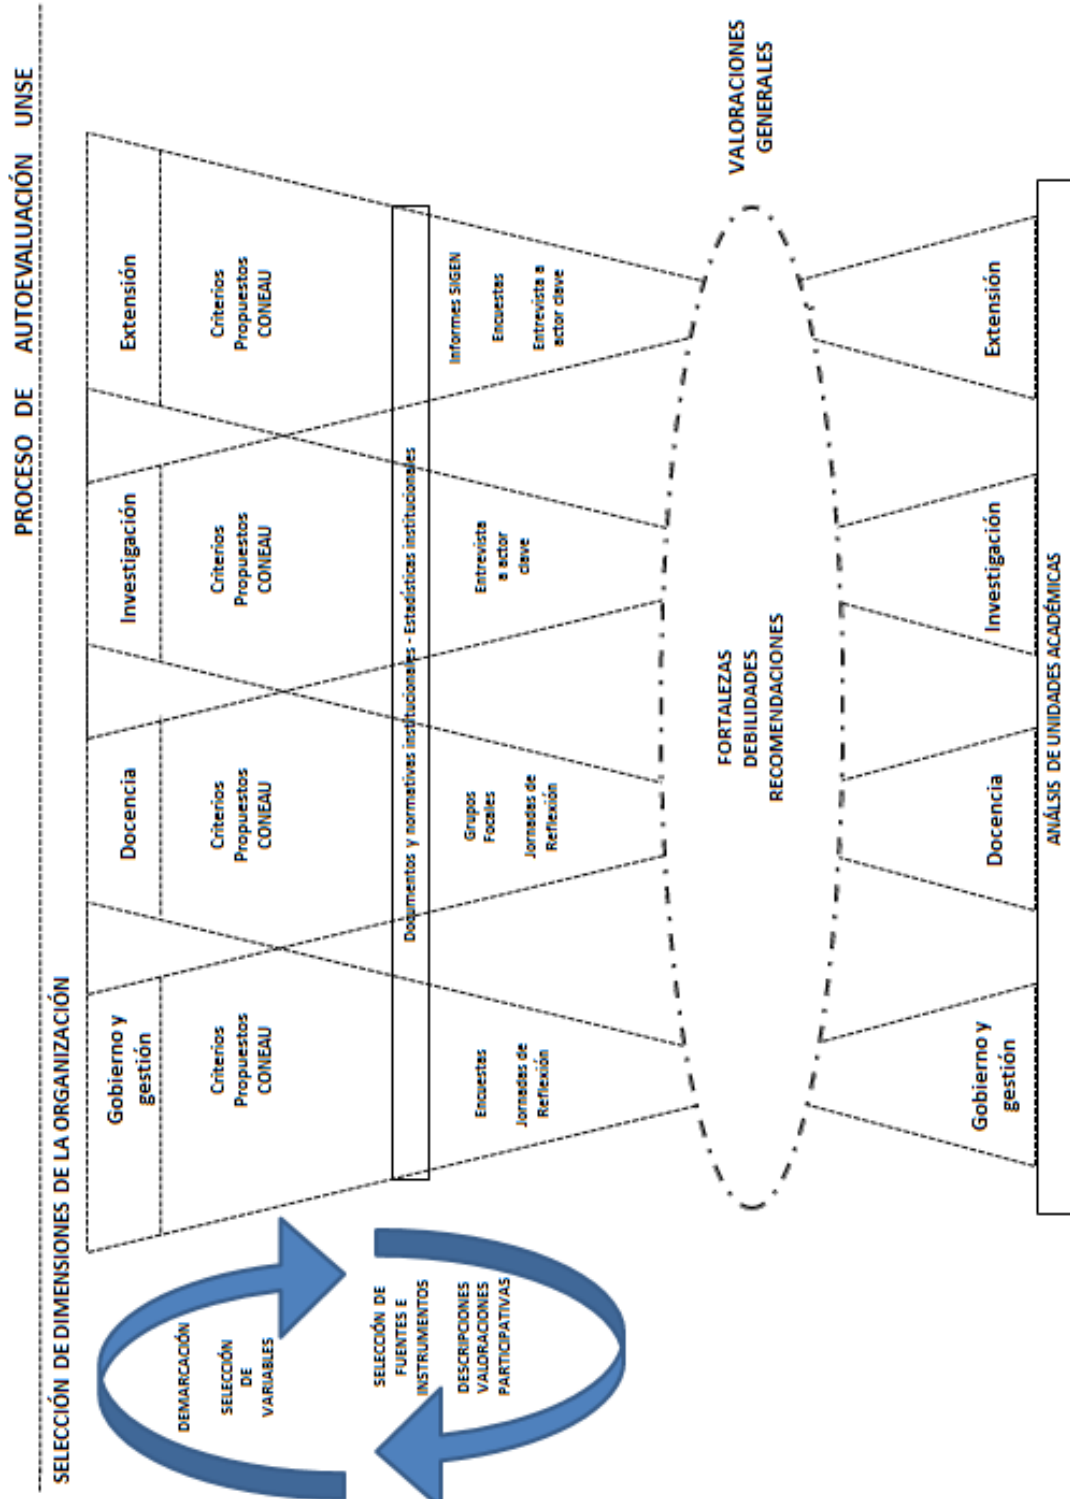 PROCESO DE AUTOEVALUACIÓN UNSE
SELECCIÓN DE DIMENSIONES DE LA ORGANIZACIÓN
DEMARCACIÓN
SELECCIÓN
DE
VARIABLES
SELECCIÓN DE
FUENTES E
INSTRUMENTOS
DESCRIPCIONES
VALORACIONES
PARTICIPATIVAS
Gobierno y
gestión
Docencia
Investigación
Extensión
Criterios
Propuestos
CONEAU
Criterios
Propuestos
CONEAU
Criterios
Propuestos
CONEAU
Criterios
Propuestos
CONEAU
Documentos y normativas institucionales - Estadísticas institucionales
Encuestas
Jornadas de
Reflexión
Grupos
Focales
Jornadas de
Reflexión
Entrevista
a actor
clave
Informes SIGEN
Encuestas
Entrevista a
actor clave
FORTALEZAS
DEBILIDADES
RECOMENDACIONES
VALORACIONES
GENERALES
Gobierno y
gestión
Docencia
Investigación
Extensión
ANÁLSIS DE UNIDADES ACADÉMICAS